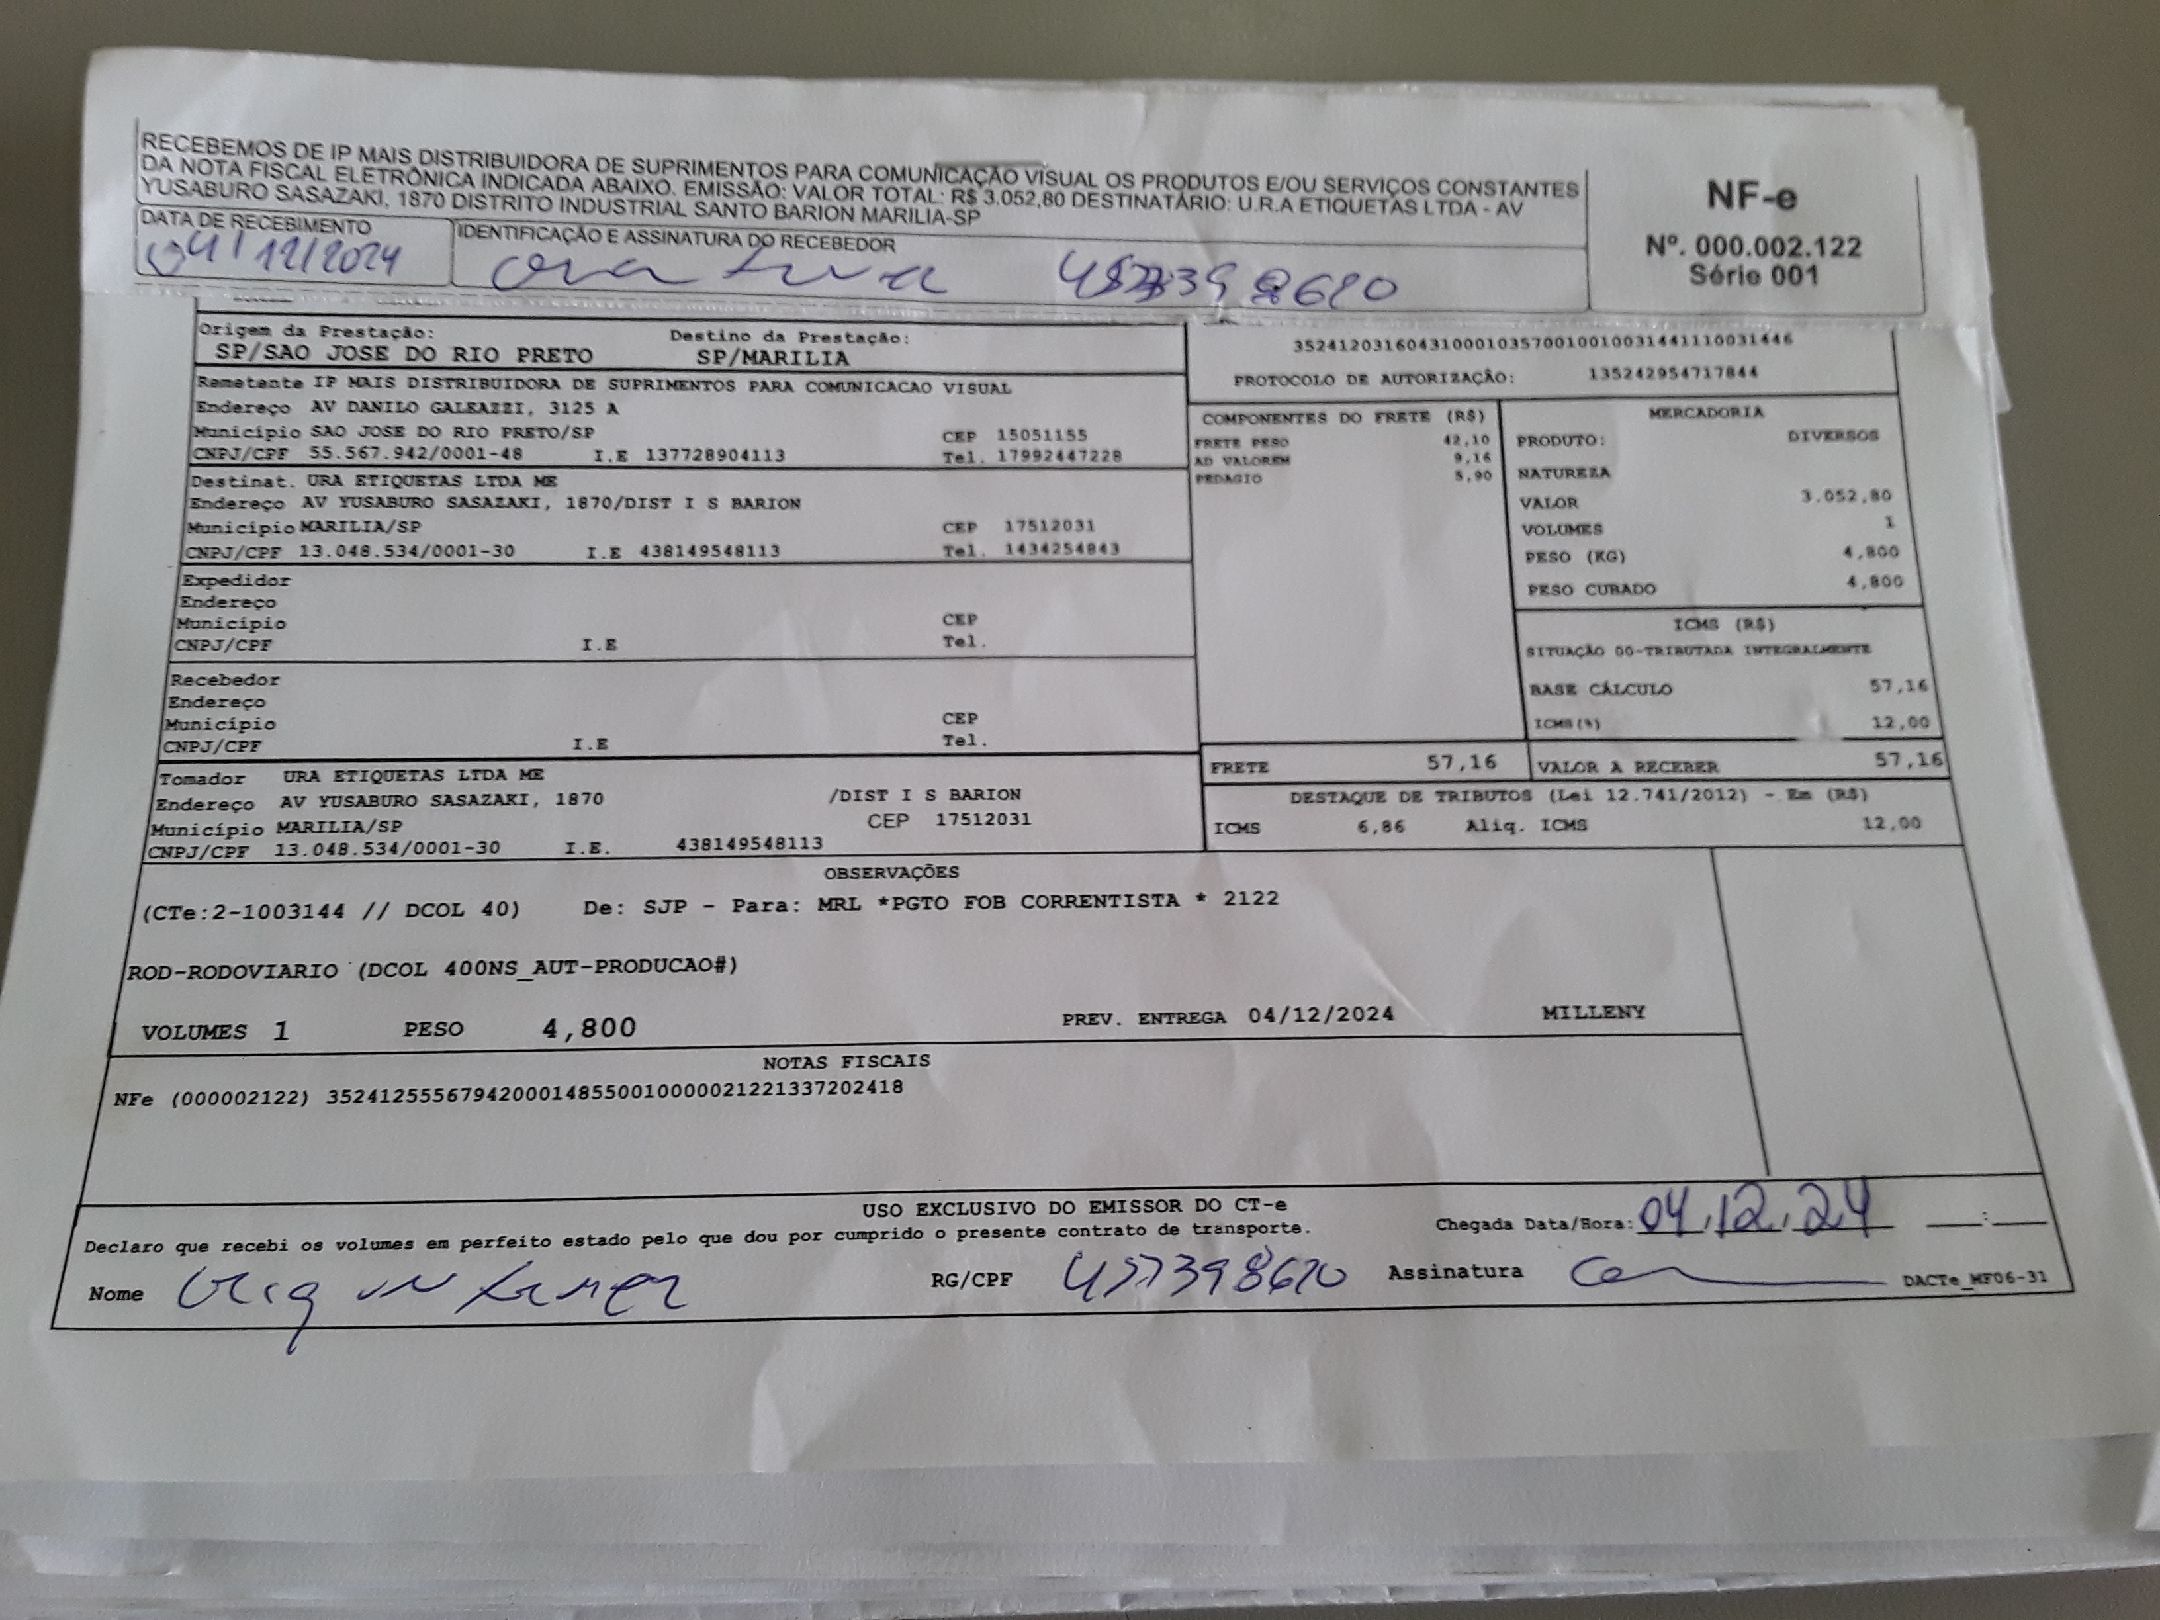 RECEBEMOS DE IP MAIS DISTRIBUIDORA DE SUPRIMENTOS PARA COMUNICAÇÃO VISUAL OS PRODUTOS E/OU SERVIÇOS CONSTANTES
DA NOTA FISCAL ELETRÔNICA INDICADA ABAIXO. EMISSÃO: VALOR TOTAL: R$ 3.052,80 DESTINATÁRIO: U.R.A ETIQUETAS LTDA - AV
YUSABURO SASAZAKI, 1870 DISTRITO INDUSTRIAL SANTO BARION MARILIA-SP
NF-e
Nº. 000.002.122
Série 001
DATA DE RECEBIMENTO
04/12/2024
IDENTIFICAÇÃO E ASSINATURA DO RECEBEDOR
Origem da Prestação: Destino da Prestação:
SP/SAO JOSE DO RIO PRETO SP/MARILIA
35241203160431000103570010010031441110031446
PROTOCOLO DE AUTORIZAÇÃO: 135242954717844
Remetente IP MAIS DISTRIBUIDORA DE SUPRIMENTOS PARA COMUNICACAO VISUAL
Endereço AV DANILO GALEAZZI, 3125 A
Município SAO JOSE DO RIO PRETO/SP CEP 15051155
CNPJ/CPF 55.567.942/0001-48 I.E 137728904113 Tel. 17992447228
Destinat. URA ETIQUETAS LTDA ME
Endereço AV YUSABURO SASAZAKI, 1870/DIST I S BARION
Município MARILIA/SP CEP 17512031
CNPJ/CPF 13.048.534/0001-30 I.E 438149548113 Tel. 1434254843
Expedidor
Endereço
Município CEP
CNPJ/CPF I.E Tel.
Recebedor
Endereço
Município CEP
CNPJ/CPF I.E Tel.
Tomador URA ETIQUETAS LTDA ME
Endereço AV YUSABURO SASAZAKI, 1870 /DIST I S BARION
Município MARILIA/SP CEP 17512031
CNPJ/CPF 13.048.534/0001-30 I.E. 438149548113
COMPONENTES DO FRETE (R$)
FRETE PESO 42,10
AD VALOREM 9,16
PEDAGIO 5,90
MERCADORIA
PRODUTO: DIVERSOS
NATUREZA
VALOR 3.052,80
VOLUMES 1
PESO (KG) 4,800
PESO CUBADO 4,800
ICMS (R$)
SITUAÇÃO 00-TRIBUTADA INTEGRALMENTE
BASE CÁLCULO 57,16
ICMS(%) 12,00
FRETE 57,16 VALOR A RECEBER 57,16
DESTAQUE DE TRIBUTOS (Lei 12.741/2012) - Em (R$)
ICMS 6,86 Aliq. ICMS 12,00
OBSERVAÇÕES
(CTe:2-1003144 // DCOL 40) De: SJP - Para: MRL *PGTO FOB CORRENTISTA * 2122
ROD-RODOVIARIO (DCOL 400NS_AUT-PRODUCAO#)
VOLUMES 1 PESO 4,800 PREV. ENTREGA 04/12/2024 MILLENY
NOTAS FISCAIS
NFe (000002122) 35241255567942000148550010000021221337202418
USO EXCLUSIVO DO EMISSOR DO CT-e
Declaro que recebi os volumes em perfeito estado pelo que dou por cumprido o presente contrato de transporte.
Chegada Data/Hora: 04/12/24 :
Nome RG/CPF Assinatura DACTe_MF06-31